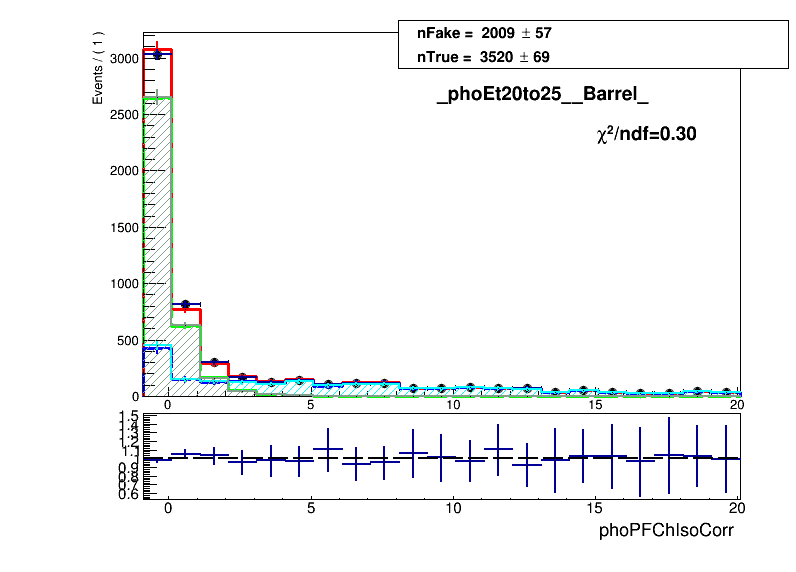 nFake = 2009 ± 57
nTrue = 3520 ± 69
_phoEt20to25__Barrel_
χ²/ndf=0.30
Events / ( 1 )
3000
2500
2000
1500
1000
500
0
0 5 10 15 20
1.5
1.4
1.3
1.2
1.1
1
0.9
0.8
0.7
0.6
0 5 10 15 20
phoPFChIsoCorr